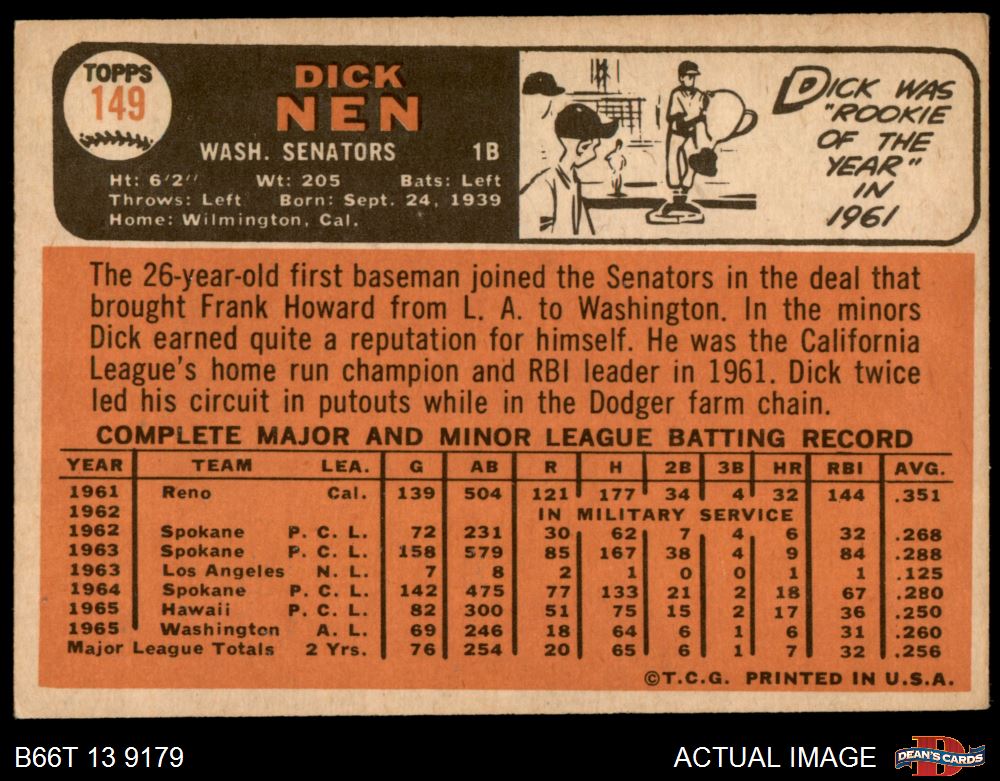 TOPPS
149
DICK
NEN
WASH. SENATORS 1B
Ht: 6'2" Wt: 205 Bats: Left
Throws: Left Born: Sept. 24, 1939
Home: Wilmington, Cal.
DICK WAS
"ROOKIE
OF THE
YEAR"
IN
1961
The 26-year-old first baseman joined the Senators in the deal that
brought Frank Howard from L. A. to Washington. In the minors
Dick earned quite a reputation for himself. He was the California
League's home run champion and RBI leader in 1961. Dick twice
led his circuit in putouts while in the Dodger farm chain.
COMPLETE MAJOR AND MINOR LEAGUE BATTING RECORD
YEAR TEAM LEA. G AB R H 2B 3B HR RBI AVG.
1961 Reno Cal. 139 504 121 177 34 4 32 144 .351
1962 IN MILITARY SERVICE
1962 Spokane P. C. L. 72 231 30 62 7 4 6 32 .268
1963 Spokane P. C. L. 158 579 85 167 38 4 9 84 .288
1963 Los Angeles N. L. 7 8 2 1 0 0 1 1 .125
1964 Spokane P. C. L. 142 475 77 133 21 2 18 67 .280
1965 Hawaii P. C. L. 82 300 51 75 15 2 17 36 .250
1965 Washington A. L. 69 246 18 64 6 1 6 31 .260
Major League Totals 2 Yrs. 76 254 20 65 6 1 7 32 .256
©T.C.G. PRINTED IN U.S.A.
B66T 13 9179 ACTUAL IMAGE DEAN'S CARDS